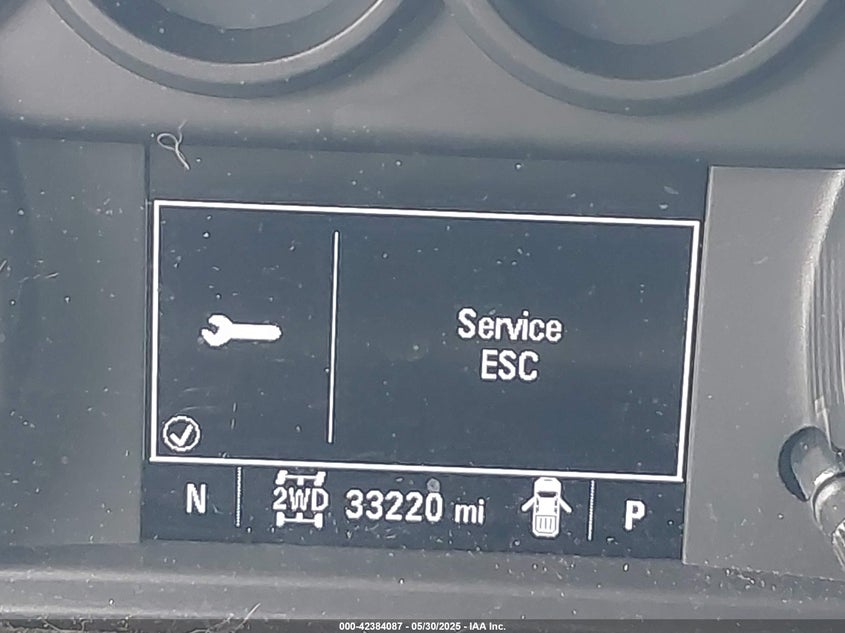 Service
ESC
N 2WD 33220 mi P
000-42384087 - 05/30/2025 - IAA Inc.